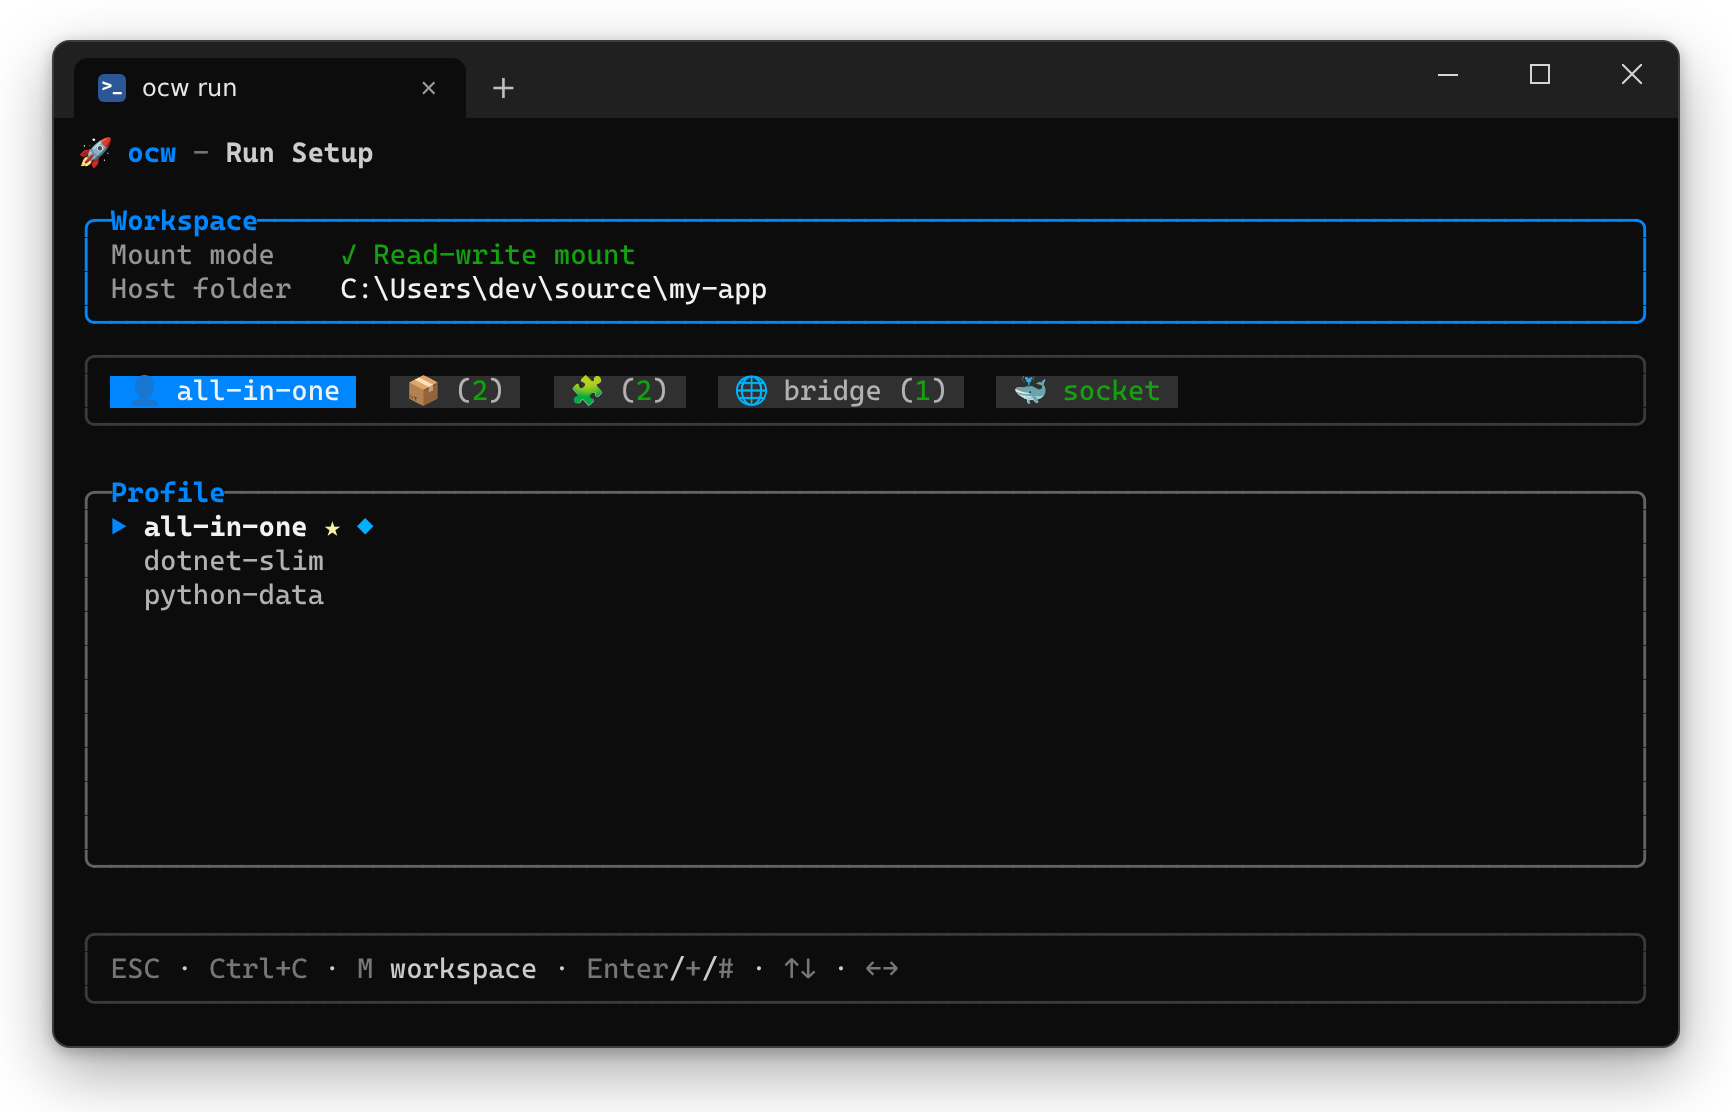 >_ ocw run × +
🚀 ocw — Run Setup
Workspace
Mount mode ✓ Read-write mount
Host folder C:\Users\dev\source\my-app
👤 all-in-one 📦 (2) 🧩 (2) 🌐 bridge (1) 🐳 socket
Profile
▶ all-in-one ★ ◆
dotnet-slim
python-data
ESC · Ctrl+C · M workspace · Enter/+/# · ↑↓ · ←→